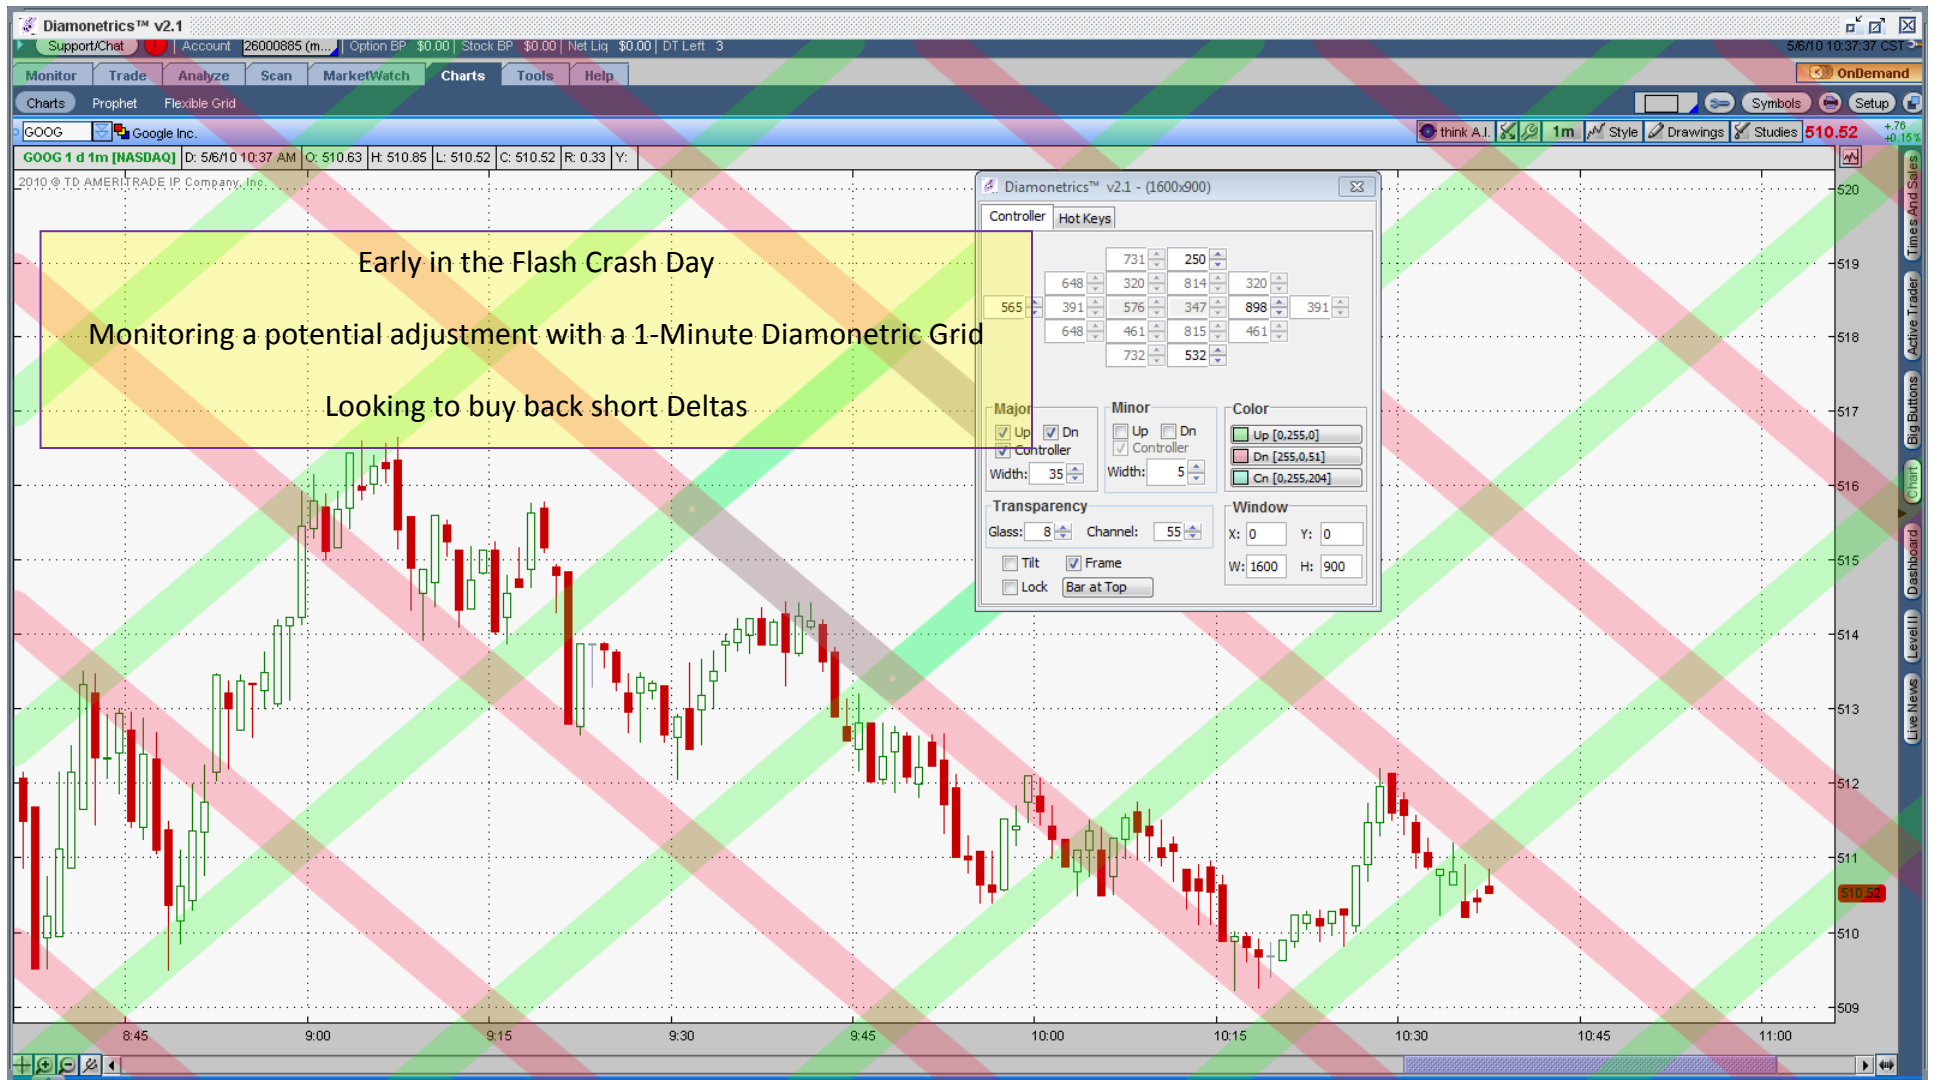 Diamonetrics™ v2.1
Support/Chat ! Account 26000885 (m... Option BP $0.00 Stock BP $0.00 Net Liq $0.00 DT Left 3 5/6/10 10:37:37 CST
Monitor Trade Analyze Scan MarketWatch Charts Tools Help OnDemand
Charts Prophet Flexible Grid Symbols Setup
GOOG Google Inc. think A.I. 1m Style Drawings Studies 510.52 +.76
+0.15%
GOOG 1 d 1m [NASDAQ] D: 5/6/10 10:37 AM O: 510.63 H: 510.85 L: 510.52 C: 510.52 R: 0.33 Y:
2010 © TD AMERITRADE IP Company, Inc.
Early in the Flash Crash Day
Monitoring a potential adjustment with a 1-Minute Diamonetric Grid
Looking to buy back short Deltas
Diamonetrics™ v2.1 - (1600x900)
Controller Hot Keys
731 250
648 320 814 320
565 391 576 347 898 391
648 461 815 461
732 532
Major Minor Color
Up Dn Up Dn Up [0,255,0]
Controller Controller Dn [255,0,51]
Width: 35 Width: 5 Cn [0,255,204]
Transparency Window
Glass: 8 Channel: 55 X: 0 Y: 0
Tilt Frame W: 1600 H: 900
Lock Bar at Top
520
519
518
517
516
515
514
513
512
511
510.52
510
509
Times And Sales
Active Trader
Big Buttons
Chart
Dashboard
Level II
Live News
8:45 9:00 9:15 9:30 9:45 10:00 10:15 10:30 10:45 11:00